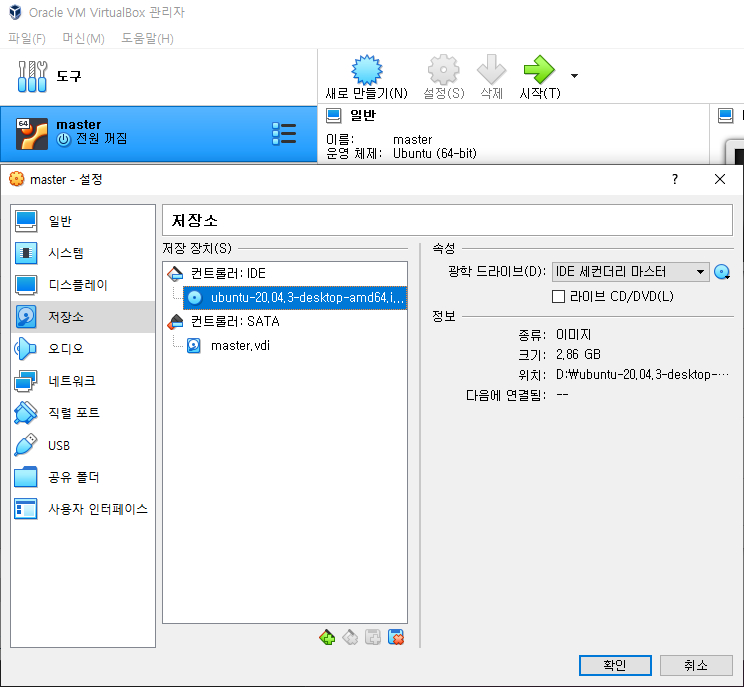 Oracle VM VirtualBox 관리자
파일(F) 머신(M) 도움말(H)
도구
새로 만들기(N) 설정(S) 삭제 시작(T)
64
master
전원 꺼짐
일반
이름: master
운영 체제: Ubuntu (64-bit)
master - 설정
? ×
일반
시스템
디스플레이
저장소
오디오
네트워크
직렬 포트
USB
공유 폴더
사용자 인터페이스
저장소
저장 장치(S)
컨트롤러: IDE
ubuntu-20.04.3-desktop-amd64.i...
컨트롤러: SATA
master.vdi
속성
광학 드라이브(D): IDE 세컨더리 마스터
라이브 CD/DVD(L)
정보
종류: 이미지
크기: 2.86 GB
위치: D:₩ubuntu-20.04.3-desktop-···
다음에 연결됨: --
확인 취소